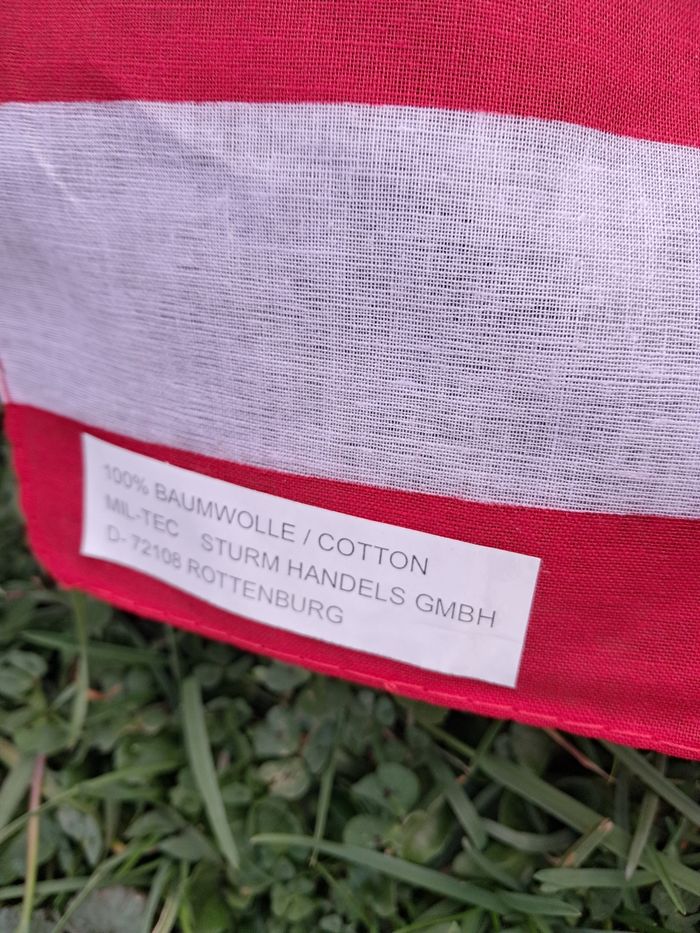 100% BAUMWOLLE / COTTON
MIL-TEC STURM HANDELS GMBH
D- 72108 ROTTENBURG